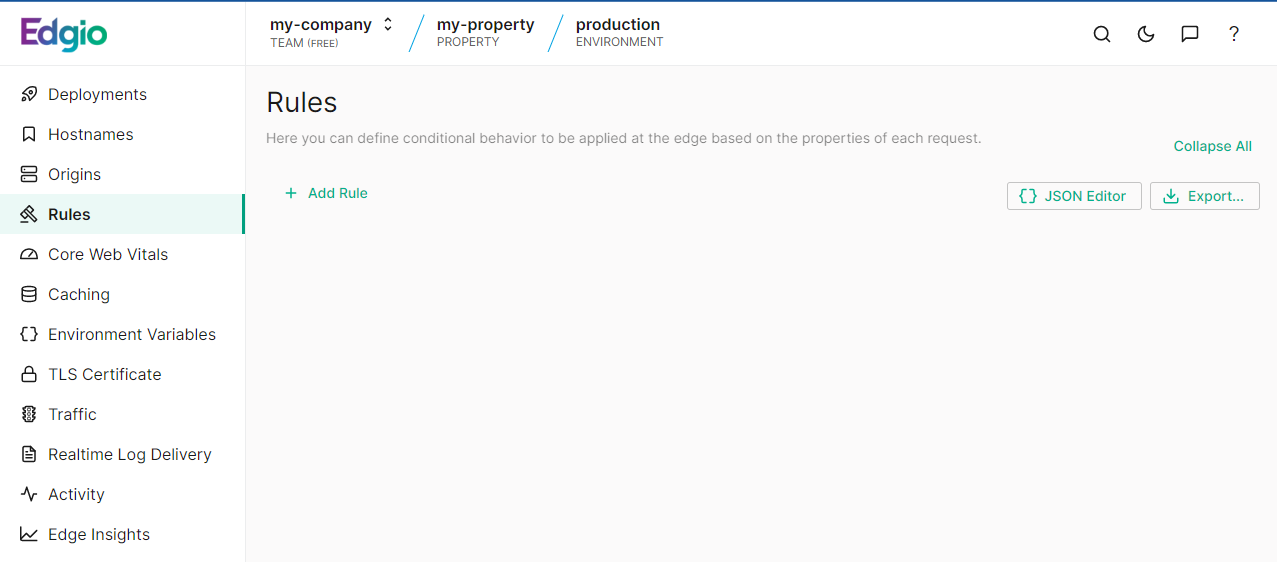 Edgio
my-company
TEAM (FREE)
my-property
PROPERTY
production
ENVIRONMENT
?
Deployments
Hostnames
Origins
Rules
Core Web Vitals
Caching
Environment Variables
TLS Certificate
Traffic
Realtime Log Delivery
Activity
Edge Insights
Rules
Here you can define conditional behavior to be applied at the edge based on the properties of each request.
Collapse All
+ Add Rule
{} JSON Editor
Export...